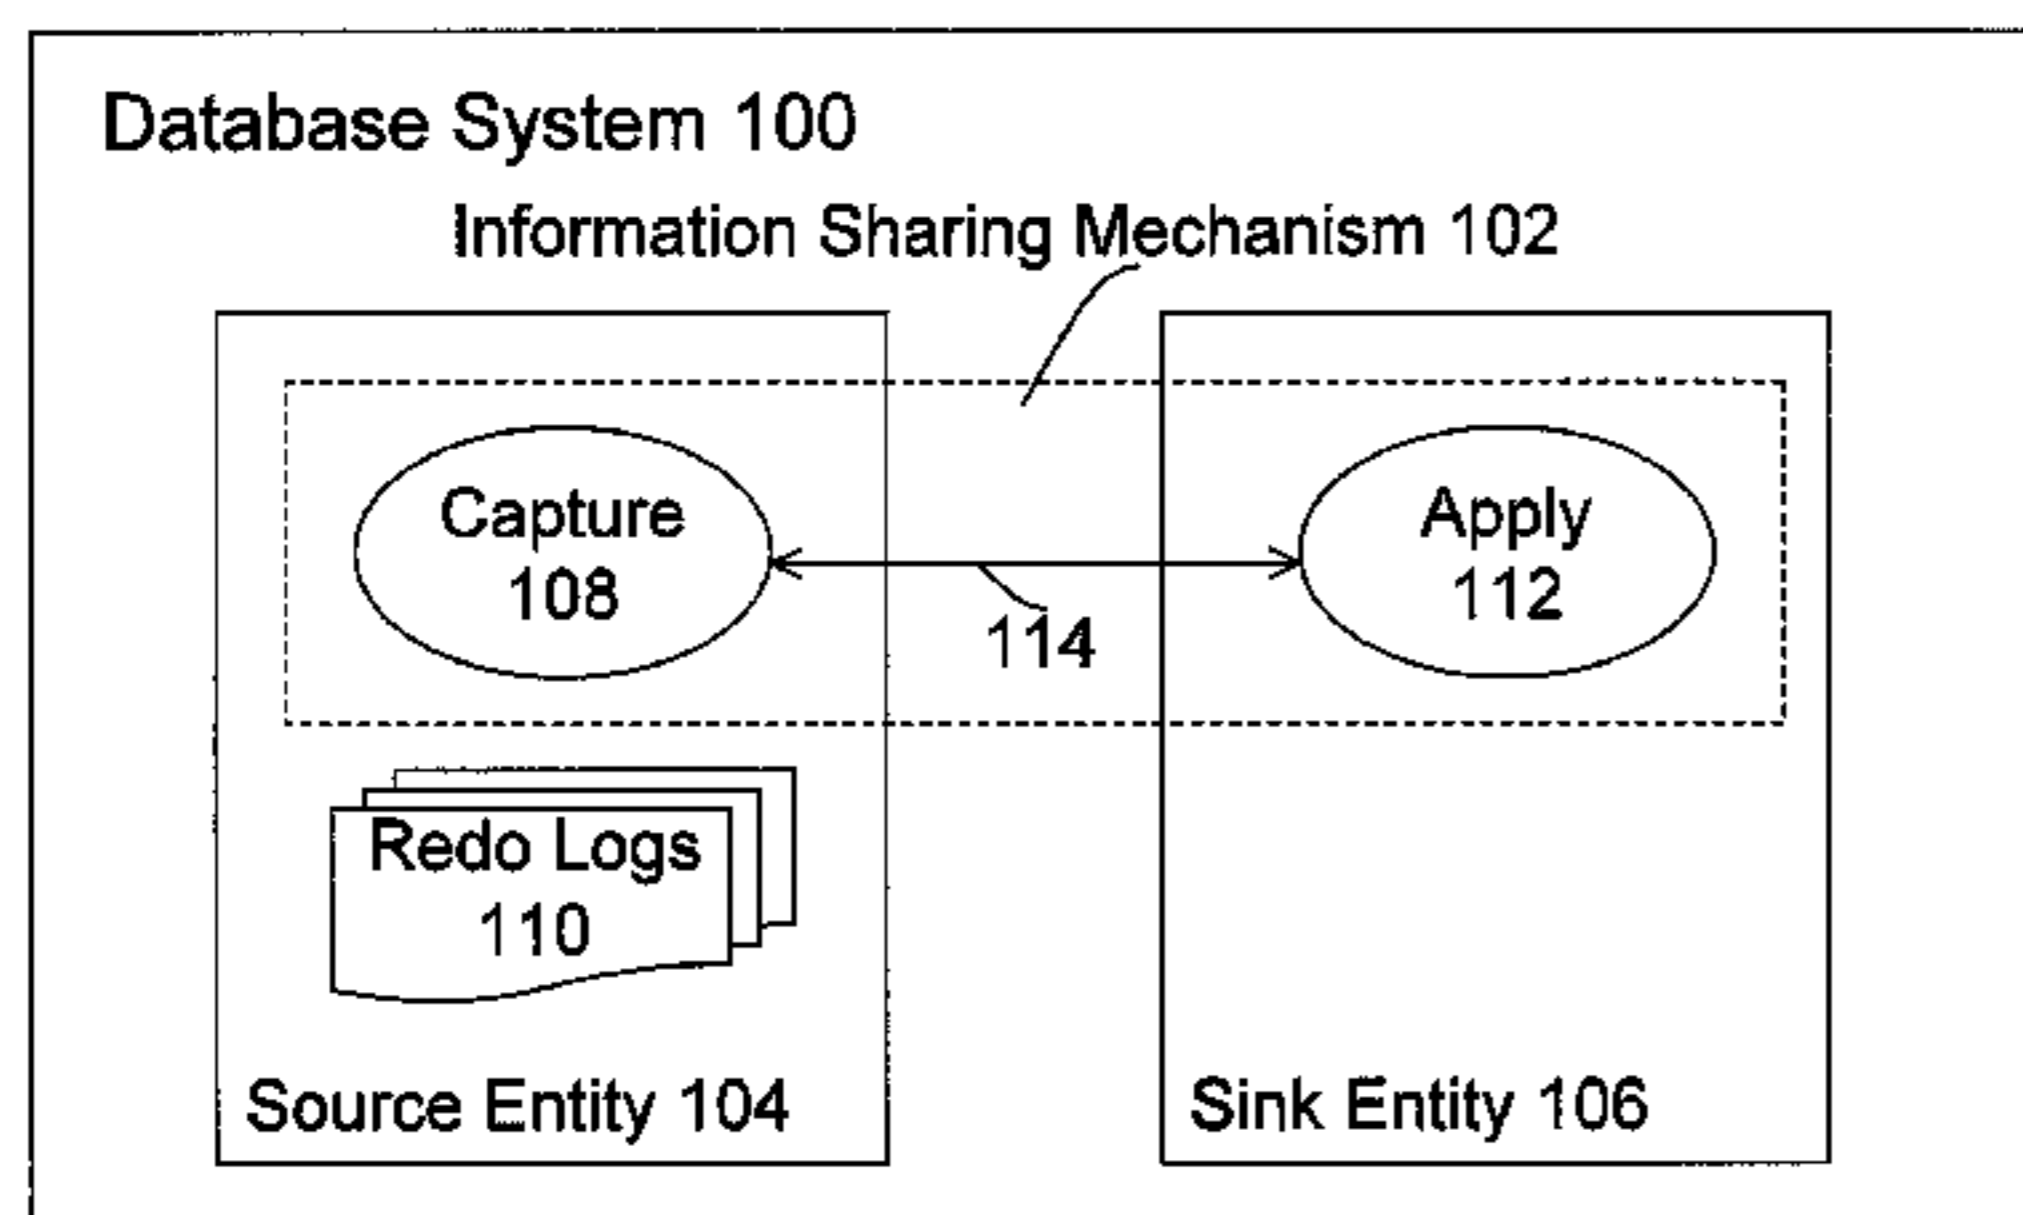 Database System 100
Information Sharing Mechanism 102
Capture
108
Apply
112
114
Redo Logs
110
Source Entity 104
Sink Entity 106